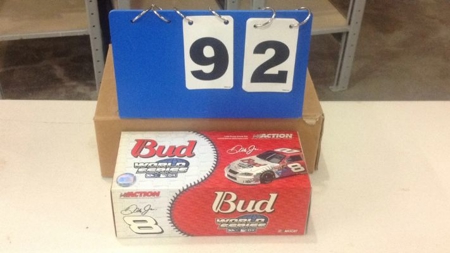 92
Bud
WORLD
SERIES
ACTION
8
ACTION
8
Bud
WORLD
SERIES